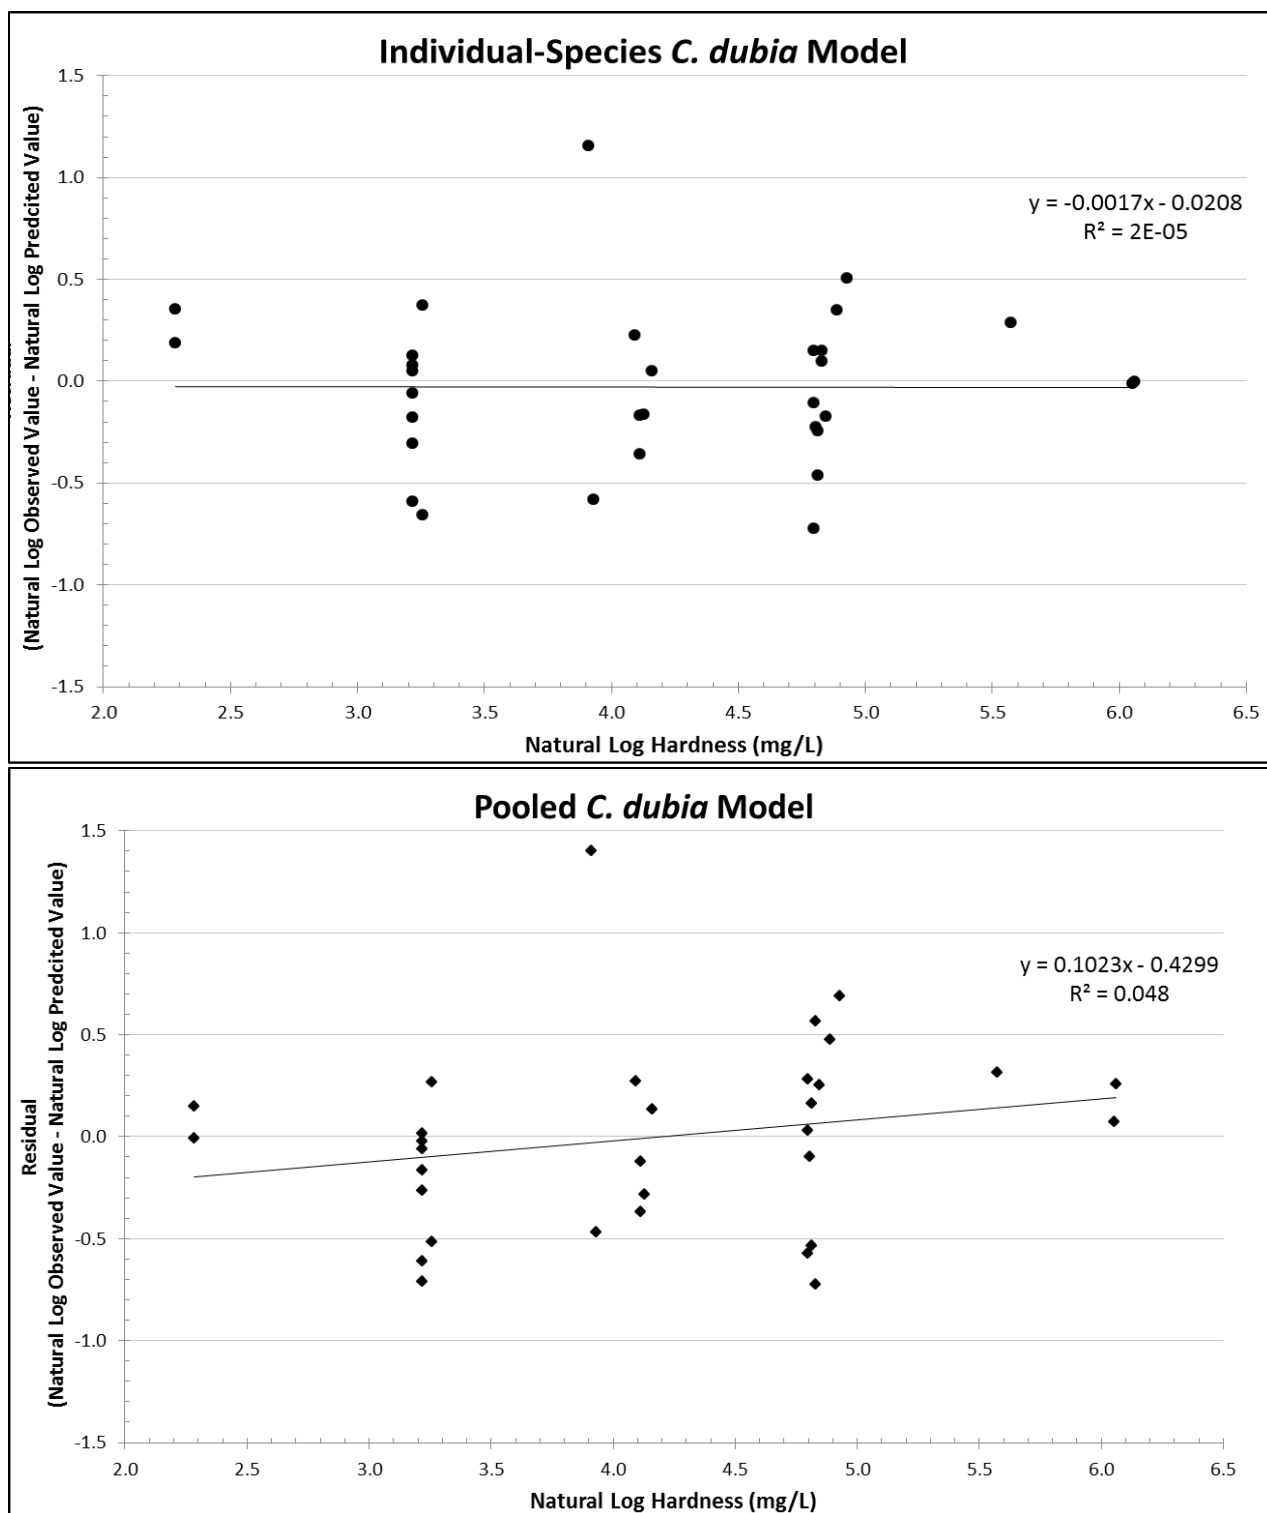 Individual-Species C. dubia Model
(Natural Log Observed Value - Natural Log Predcited Value)
1.5
1.0
0.5
0.0
-0.5
-1.0
-1.5
y = -0.0017x - 0.0208
R² = 2E-05
2.0 2.5 3.0 3.5 4.0 4.5 5.0 5.5 6.0 6.5
Natural Log Hardness (mg/L)
Pooled C. dubia Model
Residual
(Natural Log Observed Value - Natural Log Predcited Value)
1.5
1.0
0.5
0.0
-0.5
-1.0
-1.5
y = 0.1023x - 0.4299
R² = 0.048
2.0 2.5 3.0 3.5 4.0 4.5 5.0 5.5 6.0 6.5
Natural Log Hardness (mg/L)